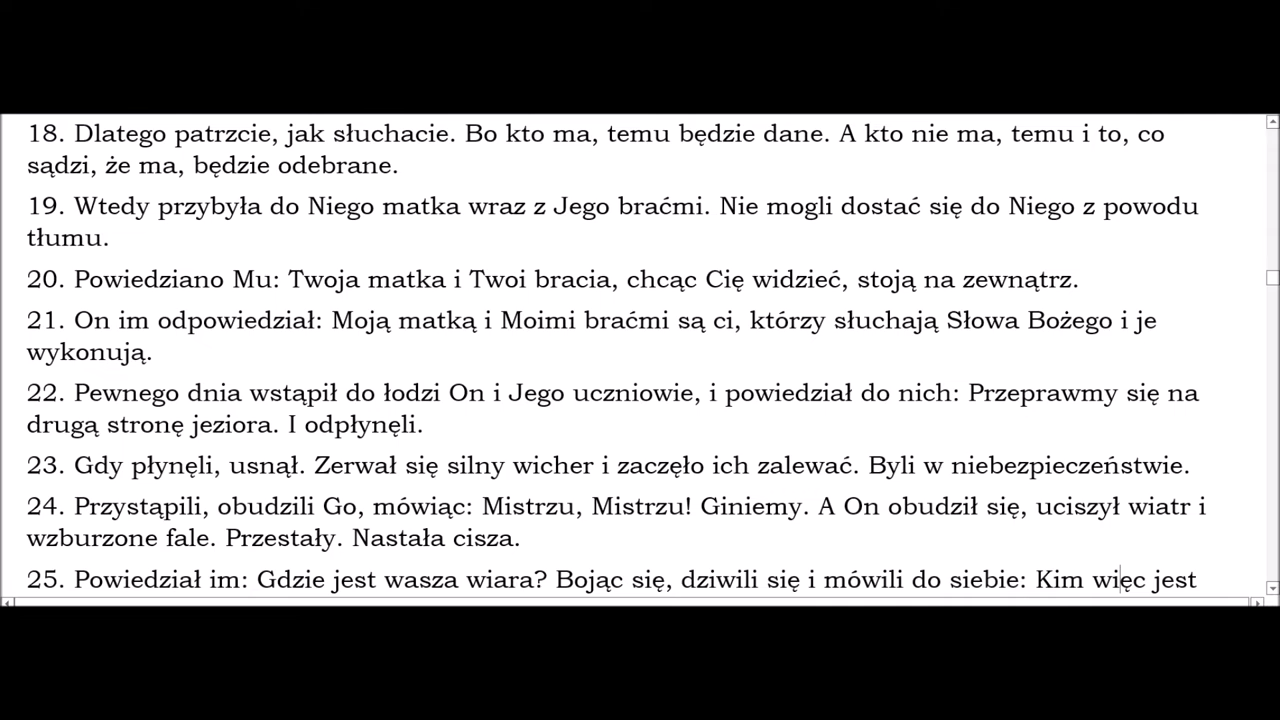 18. Dlatego patrzcie, jak słuchacie. Bo kto ma, temu będzie dane. A kto nie ma, temu i to, co
sądzi, że ma, będzie odebrane.
19. Wtedy przybyła do Niego matka wraz z Jego braćmi. Nie mogli dostać się do Niego z powodu
tłumu.
20. Powiedziano Mu: Twoja matka i Twoi bracia, chcąc Cię widzieć, stoją na zewnątrz.
21. On im odpowiedział: Moją matką i Moimi braćmi są ci, którzy słuchają Słowa Bożego i je
wykonują.
22. Pewnego dnia wstąpił do łodzi On i Jego uczniowie, i powiedział do nich: Przeprawmy się na
drugą stronę jeziora. I odpłynęli.
23. Gdy płynęli, usnął. Zerwał się silny wicher i zaczęło ich zalewać. Byli w niebezpieczeństwie.
24. Przystąpili, obudzili Go, mówiąc: Mistrzu, Mistrzu! Giniemy. A On obudził się, uciszył wiatr i
wzburzone fale. Przestały. Nastała cisza.
25. Powiedział im: Gdzie jest wasza wiara? Bojąc się, dziwili się i mówili do siebie: Kim więc jest